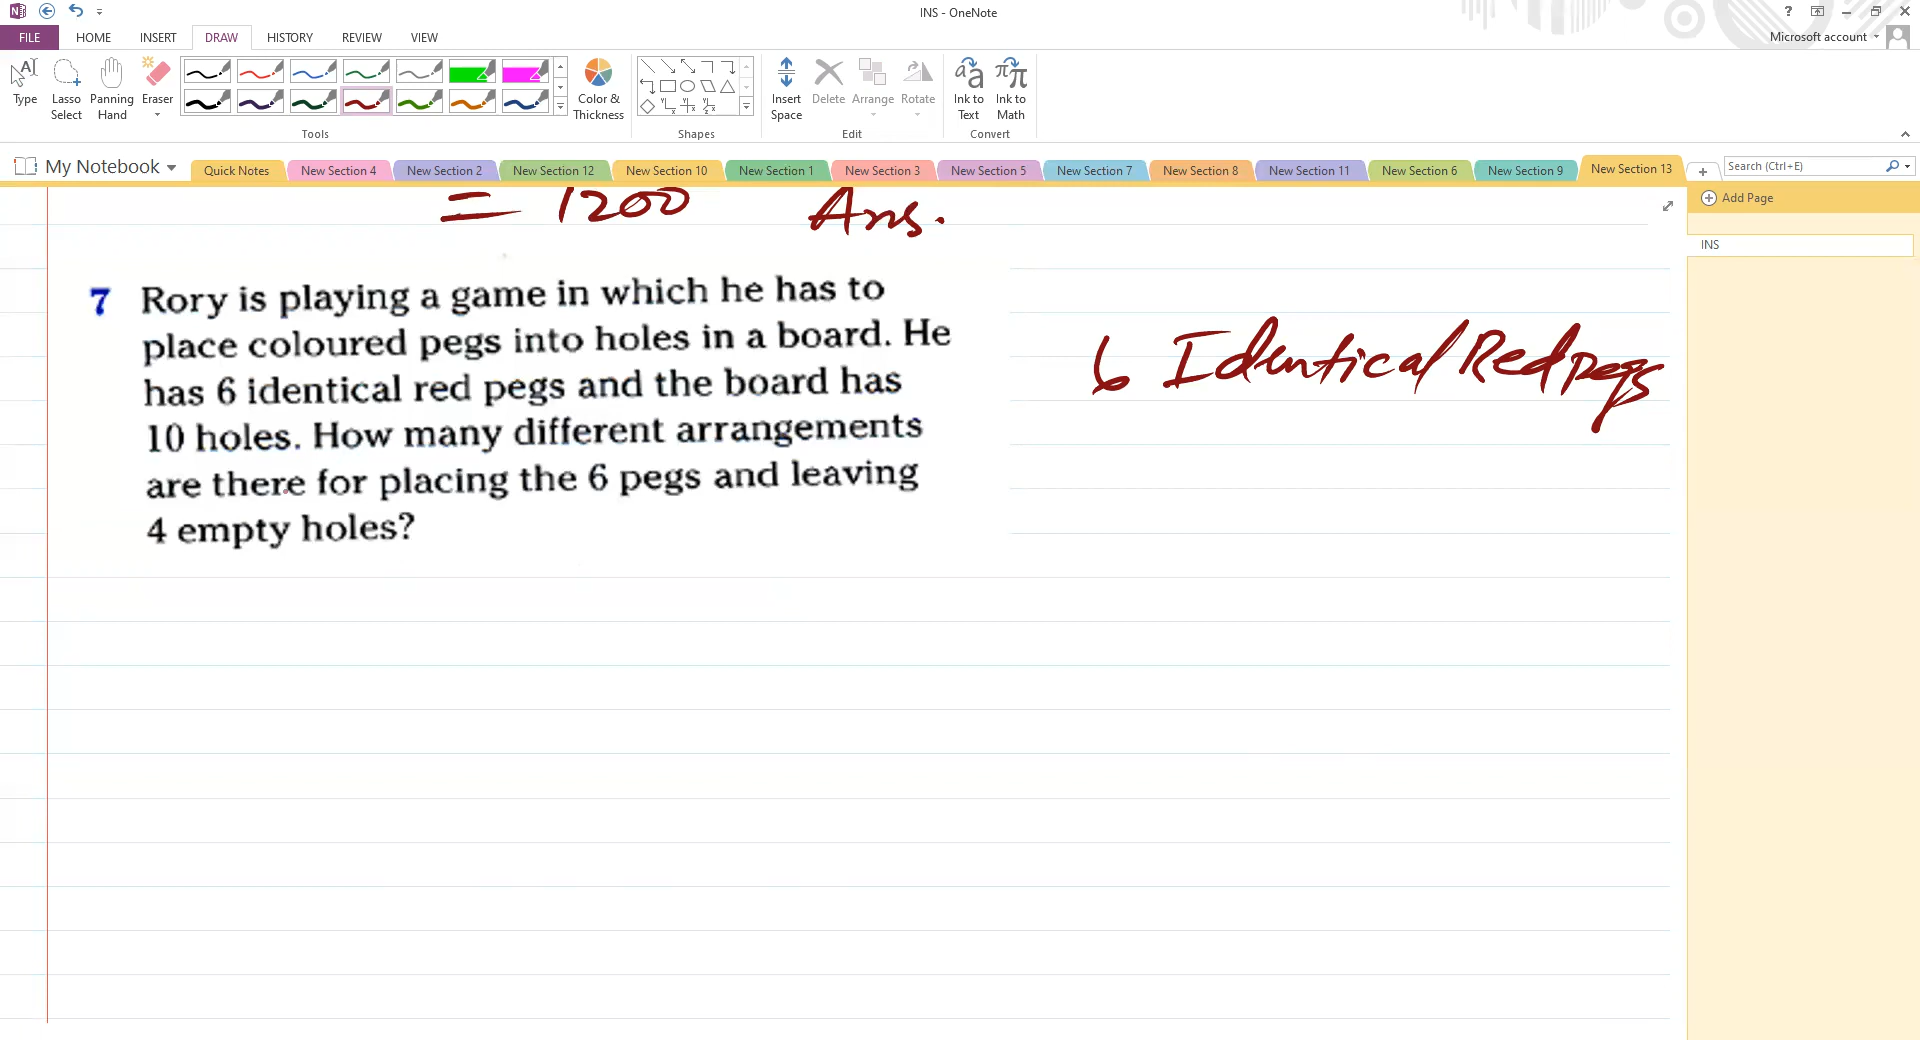 INS - OneNote
Microsoft account
FILE HOME INSERT DRAW HISTORY REVIEW VIEW
Type
Lasso Select
Panning Hand
Eraser
Color & Thickness
Insert Space
Delete
Arrange
Rotate
Ink to Text
Ink to Math
Tools Shapes Edit Convert
My Notebook
Quick Notes New Section 4 New Section 2 New Section 12 New Section 10 New Section 1 New Section 3 New Section 5 New Section 7 New Section 8 New Section 11 New Section 6 New Section 9 New Section 13
Search (Ctrl+E)
Add Page
INS
= 1200 Ans.
7 Rory is playing a game in which he has to
place coloured pegs into holes in a board. He
has 6 identical red pegs and the board has
10 holes. How many different arrangements
are there for placing the 6 pegs and leaving
4 empty holes?
6 Identical Red pegs